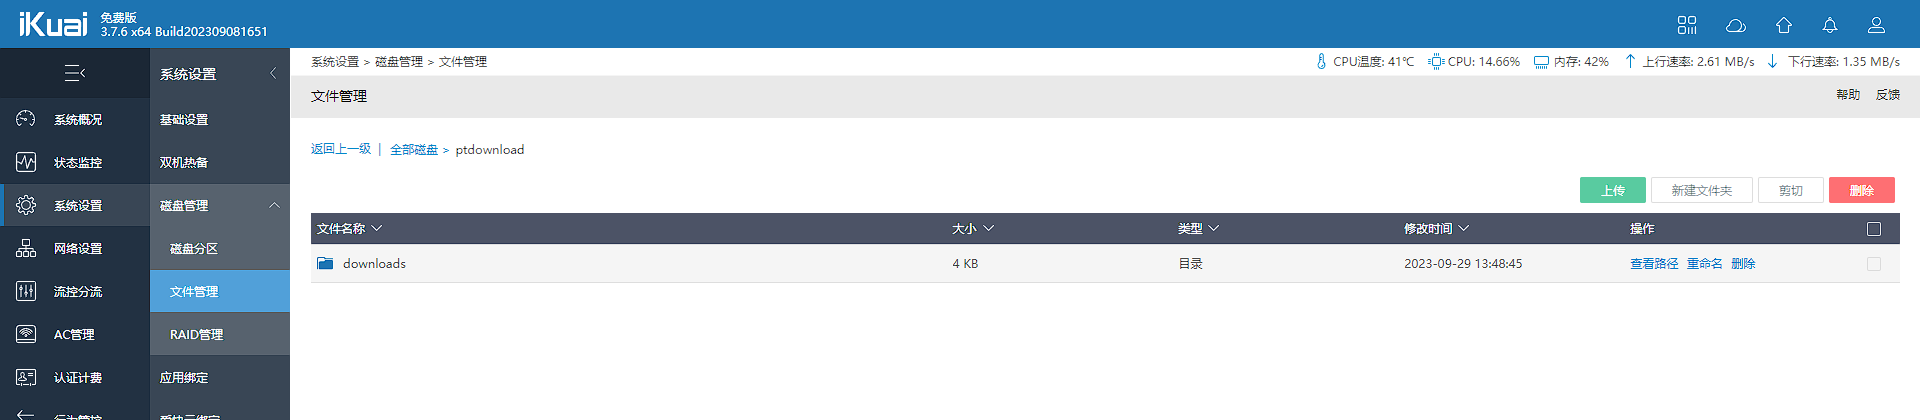 iKuai 免费版
3.7.6 x64 Build202309081651
系统设置 > 磁盘管理 > 文件管理
CPU温度: 41℃ CPU: 14.66% 内存: 42% 上行速率: 2.61 MB/s 下行速率: 1.35 MB/s
文件管理
帮助 反馈
系统概况
状态监控
系统设置
网络设置
流控分流
AC管理
认证计费
行为管控
系统设置
基础设置
双机热备
磁盘管理
磁盘分区
文件管理
RAID管理
应用绑定
爱快云绑定
返回上一级 | 全部磁盘 > ptdownload
上传 新建文件夹 剪切 删除
文件名称 大小 类型 修改时间 操作
downloads 4 KB 目录 2023-09-29 13:48:45 查看路径 重命名 删除